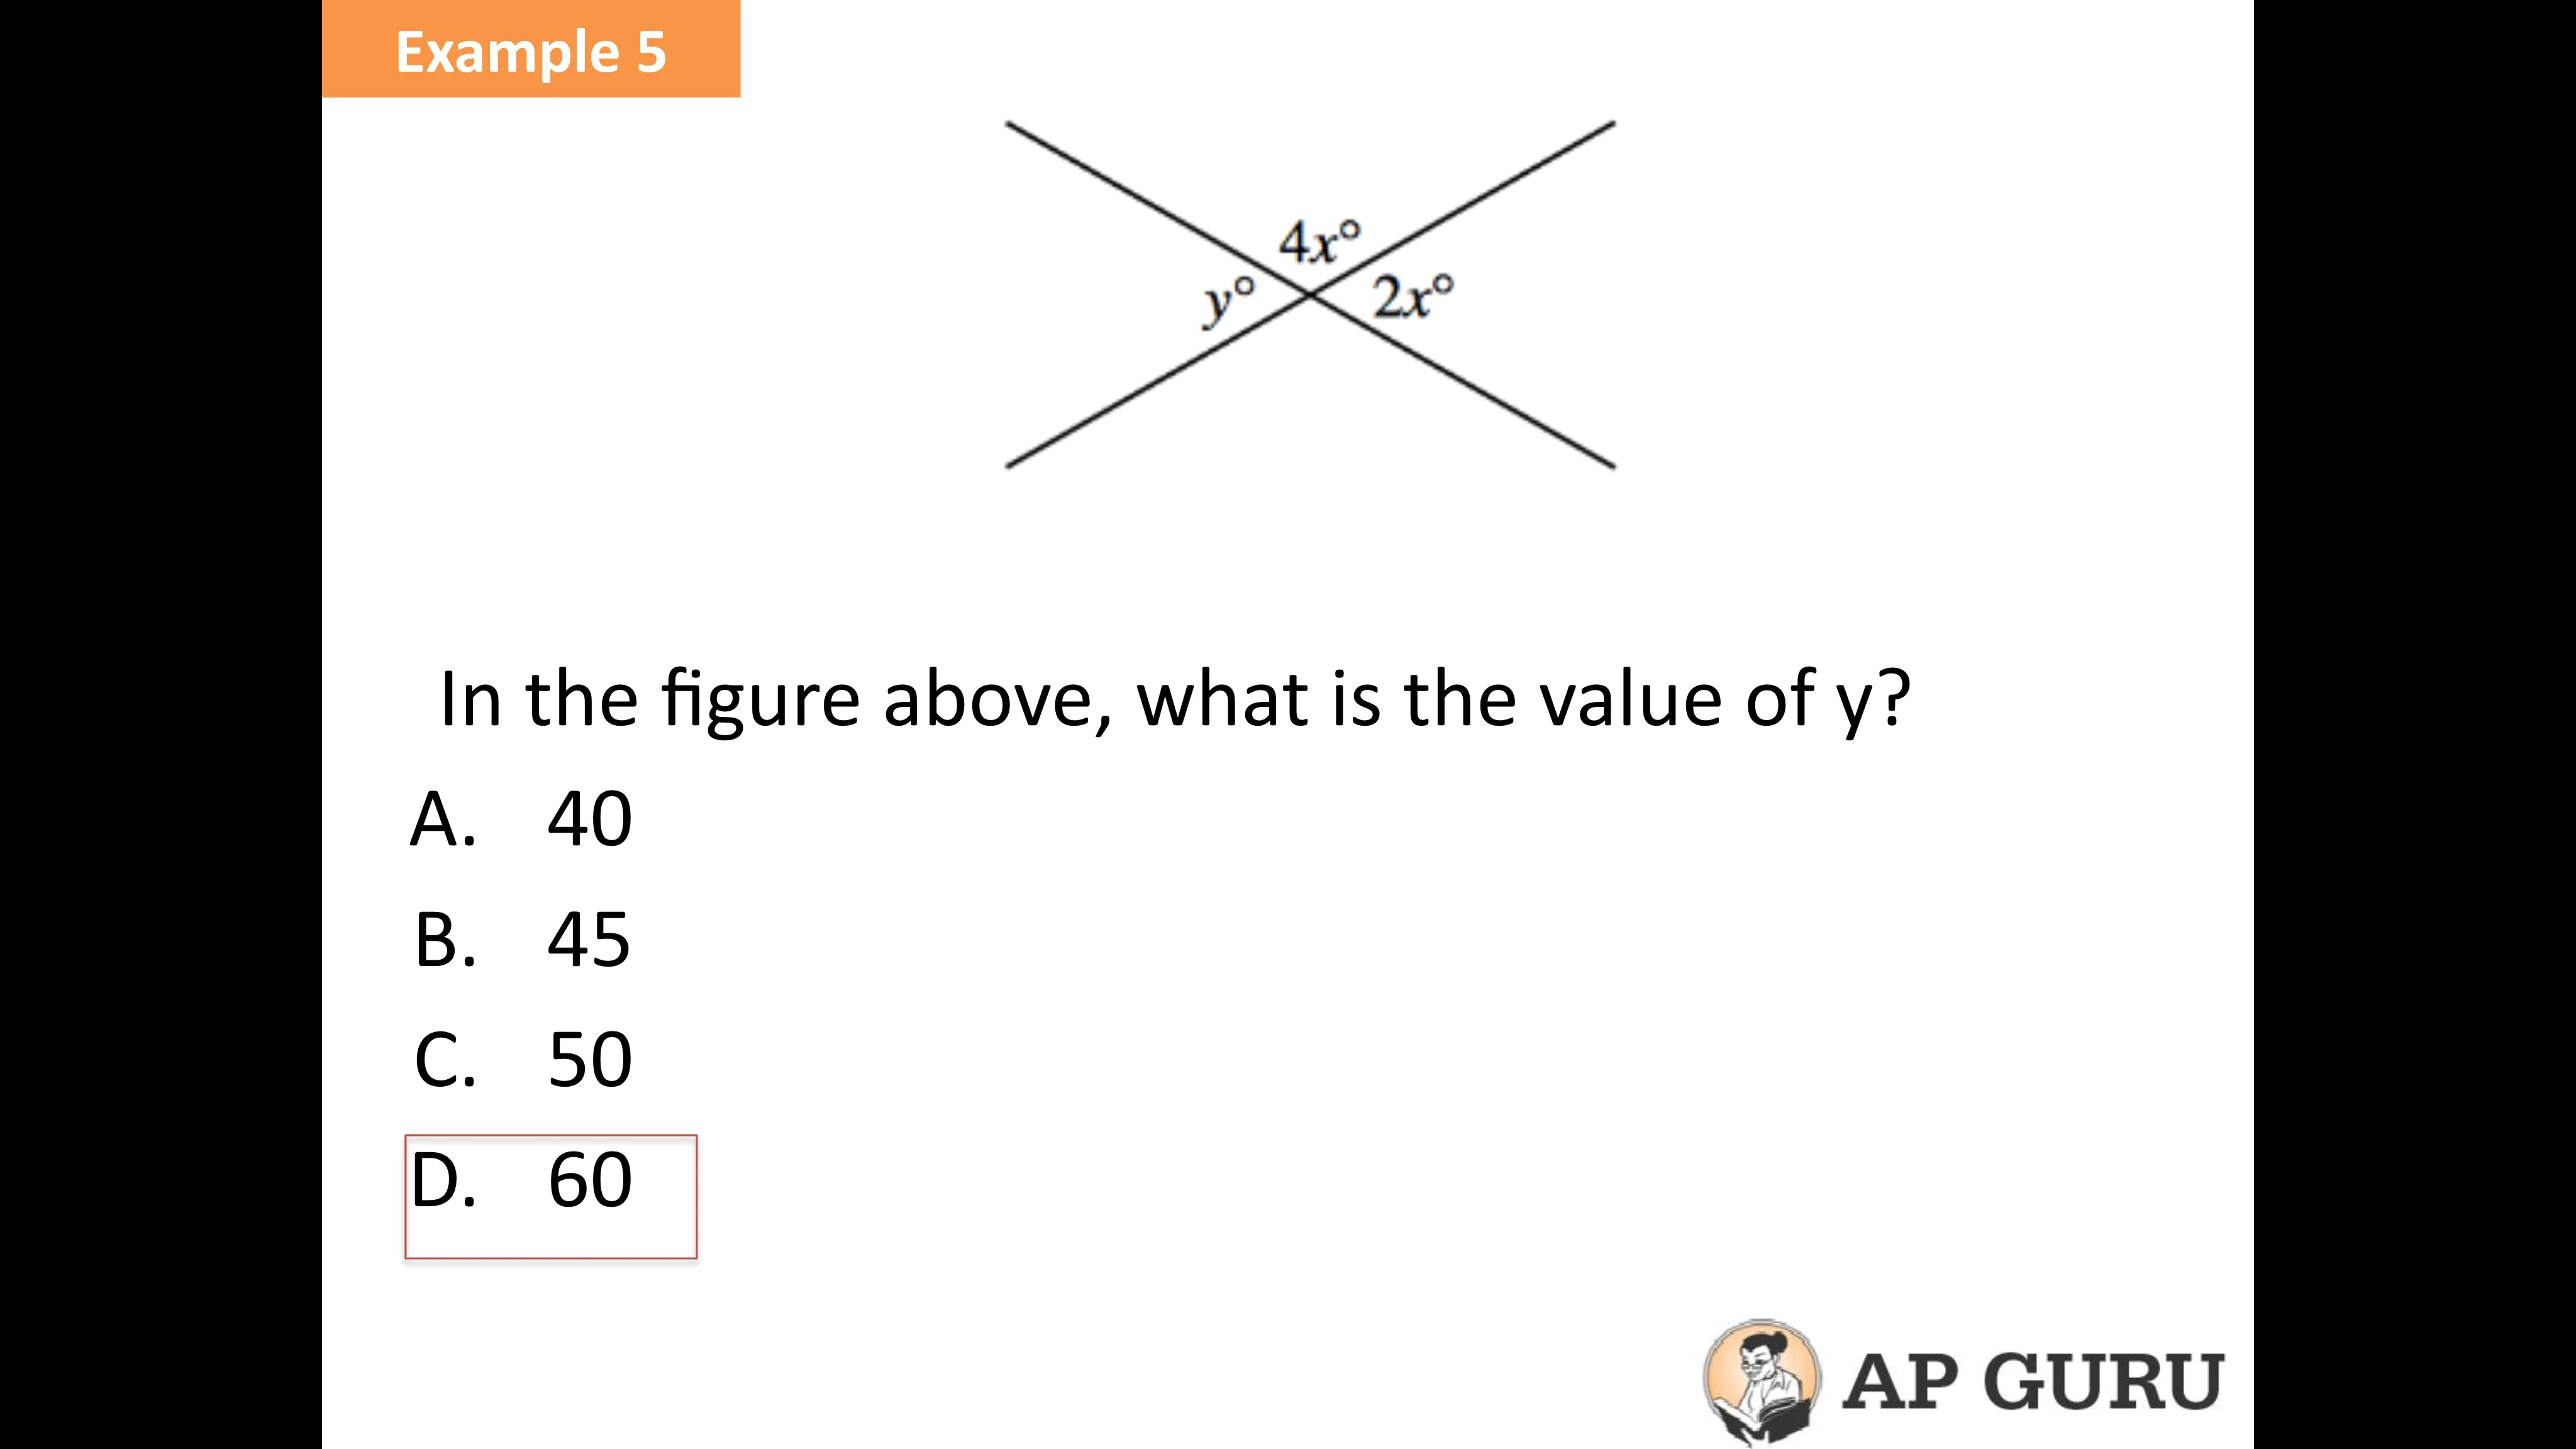 Example 5
4x°
y° 2x°
In the figure above, what is the value of y?
A. 40
B. 45
C. 50
D. 60
AP GURU